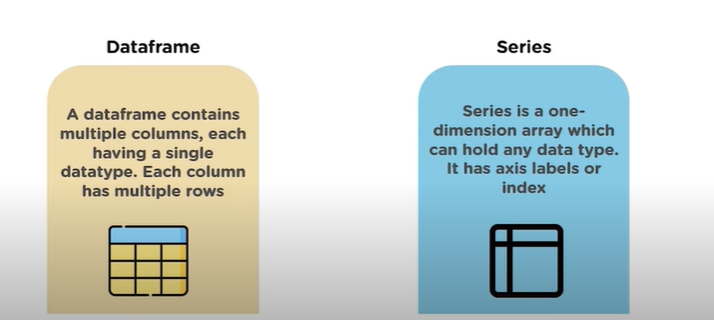 Dataframe
A dataframe contains
multiple columns, each
having a single
datatype. Each column
has multiple rows
Series
Series is a one-
dimension array which
can hold any data type.
It has axis labels or
index